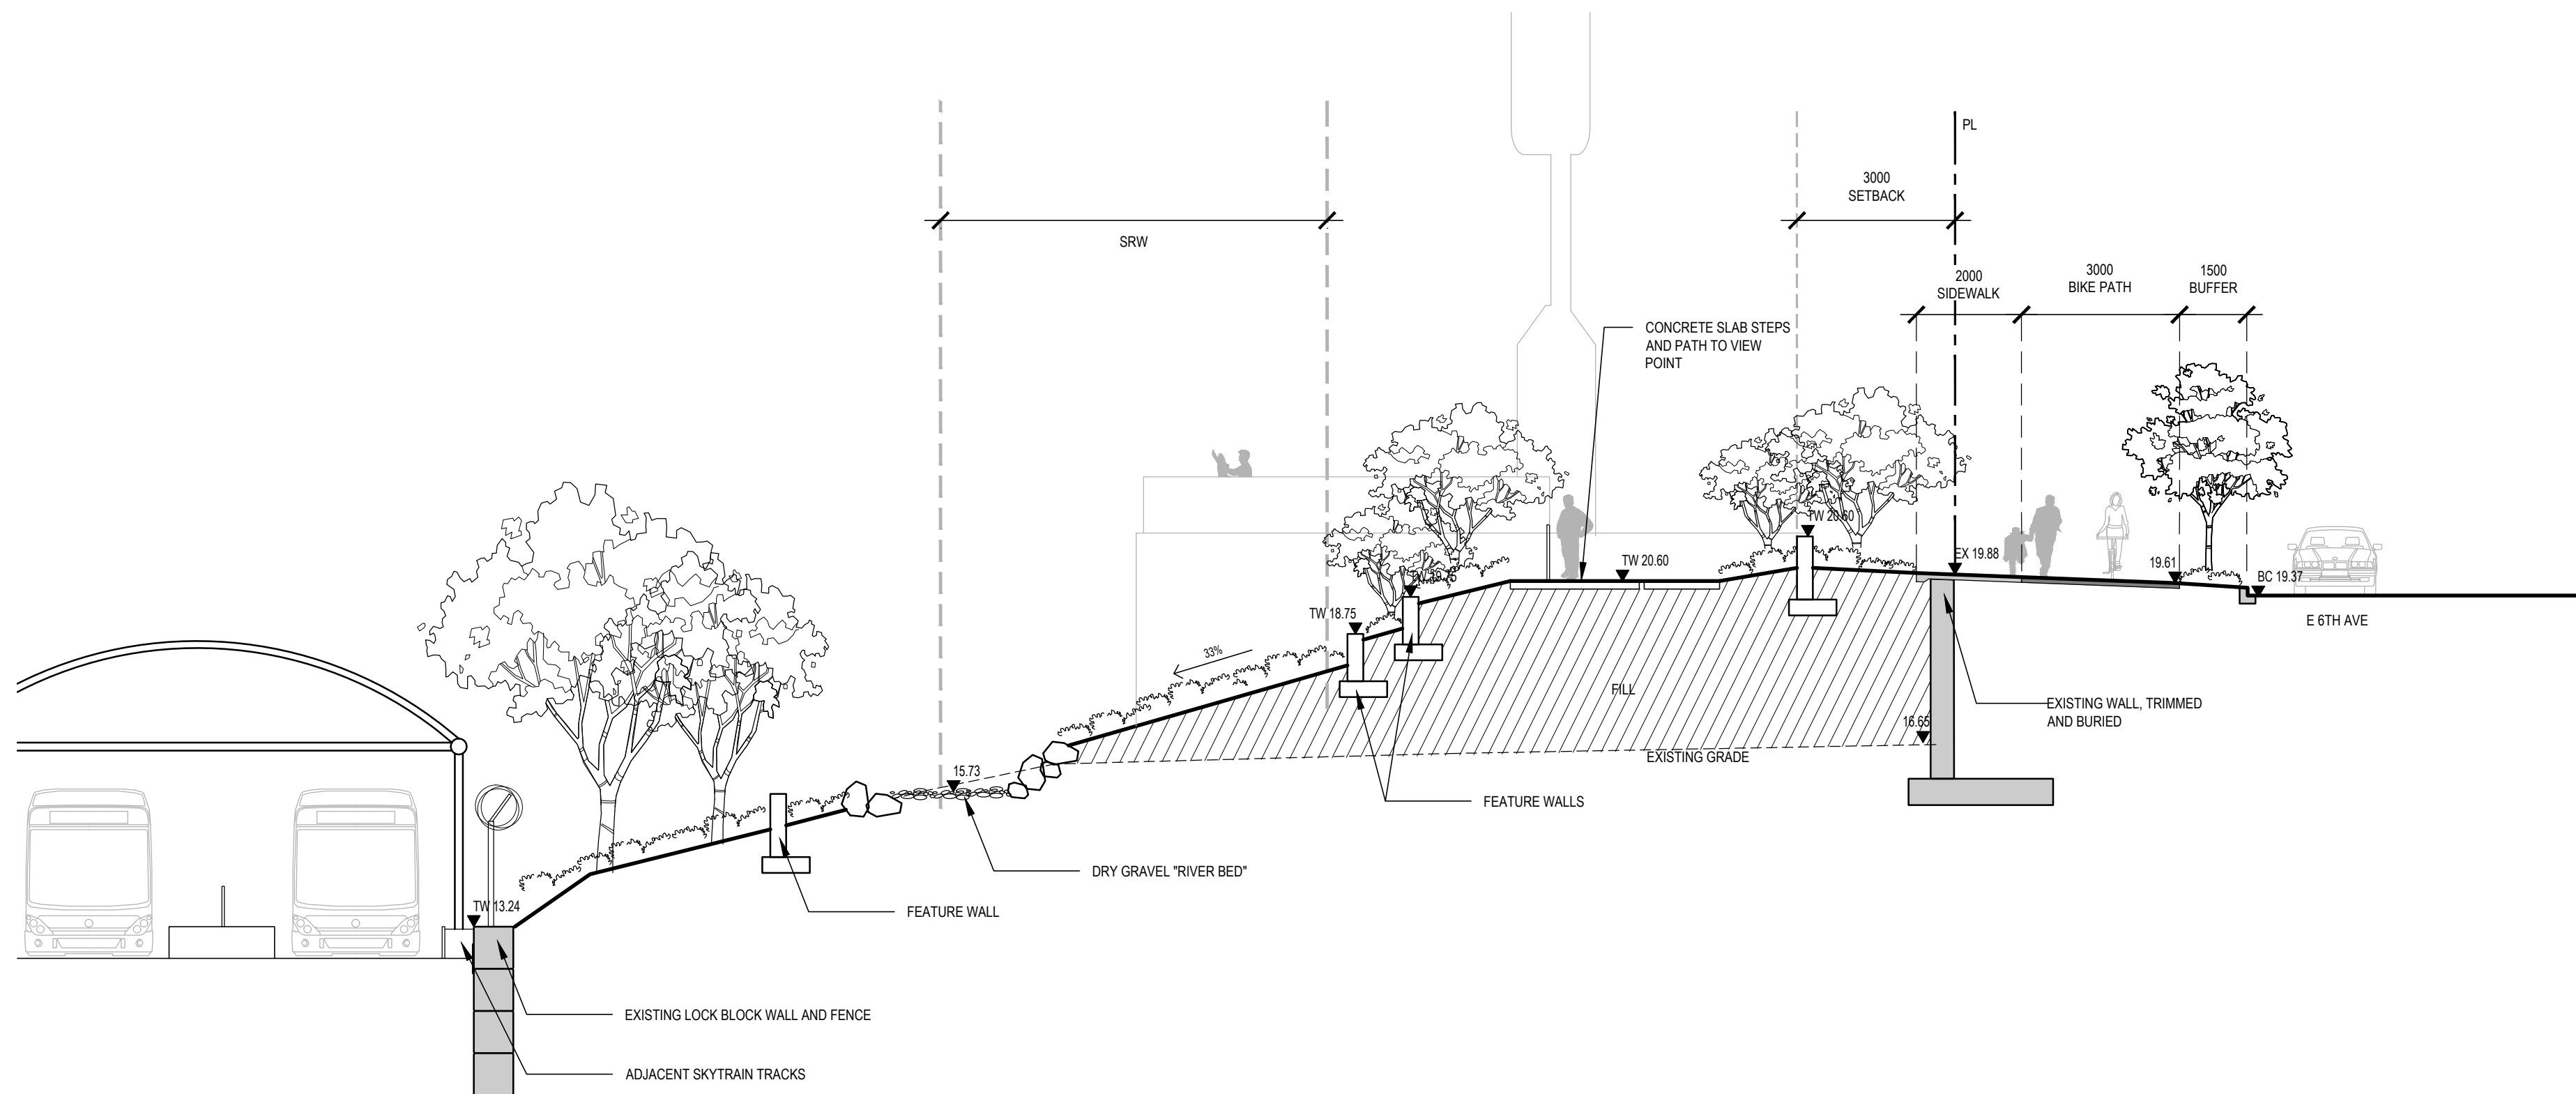 PL
3000
SETBACK
SRW
2000
SIDEWALK
3000
BIKE PATH
1500
BUFFER
CONCRETE SLAB STEPS
AND PATH TO VIEW
POINT
TW 20.60
EX 19.88
TW 20.60
19.61
BC 19.37
TW 18.75
E 6TH AVE
33%
FILL
EXISTING WALL, TRIMMED
AND BURIED
16.65
EXISTING GRADE
15.73
FEATURE WALLS
DRY GRAVEL "RIVER BED"
TW 13.24
FEATURE WALL
EXISTING LOCK BLOCK WALL AND FENCE
ADJACENT SKYTRAIN TRACKS